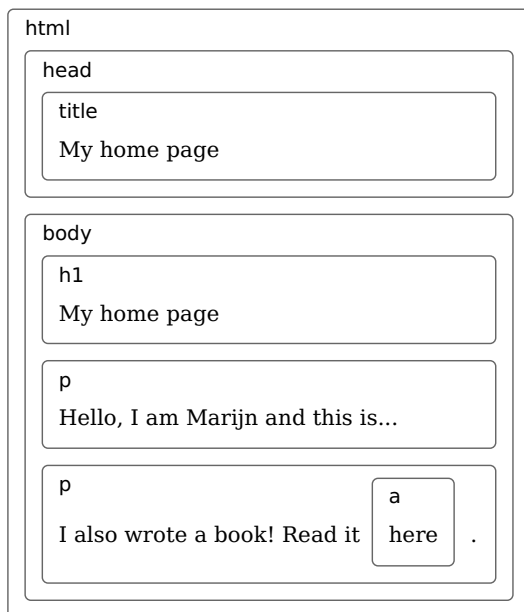 html
head
title
My home page
body
h1
My home page
p
Hello, I am Marijn and this is...
p
a
I also wrote a book! Read it here .